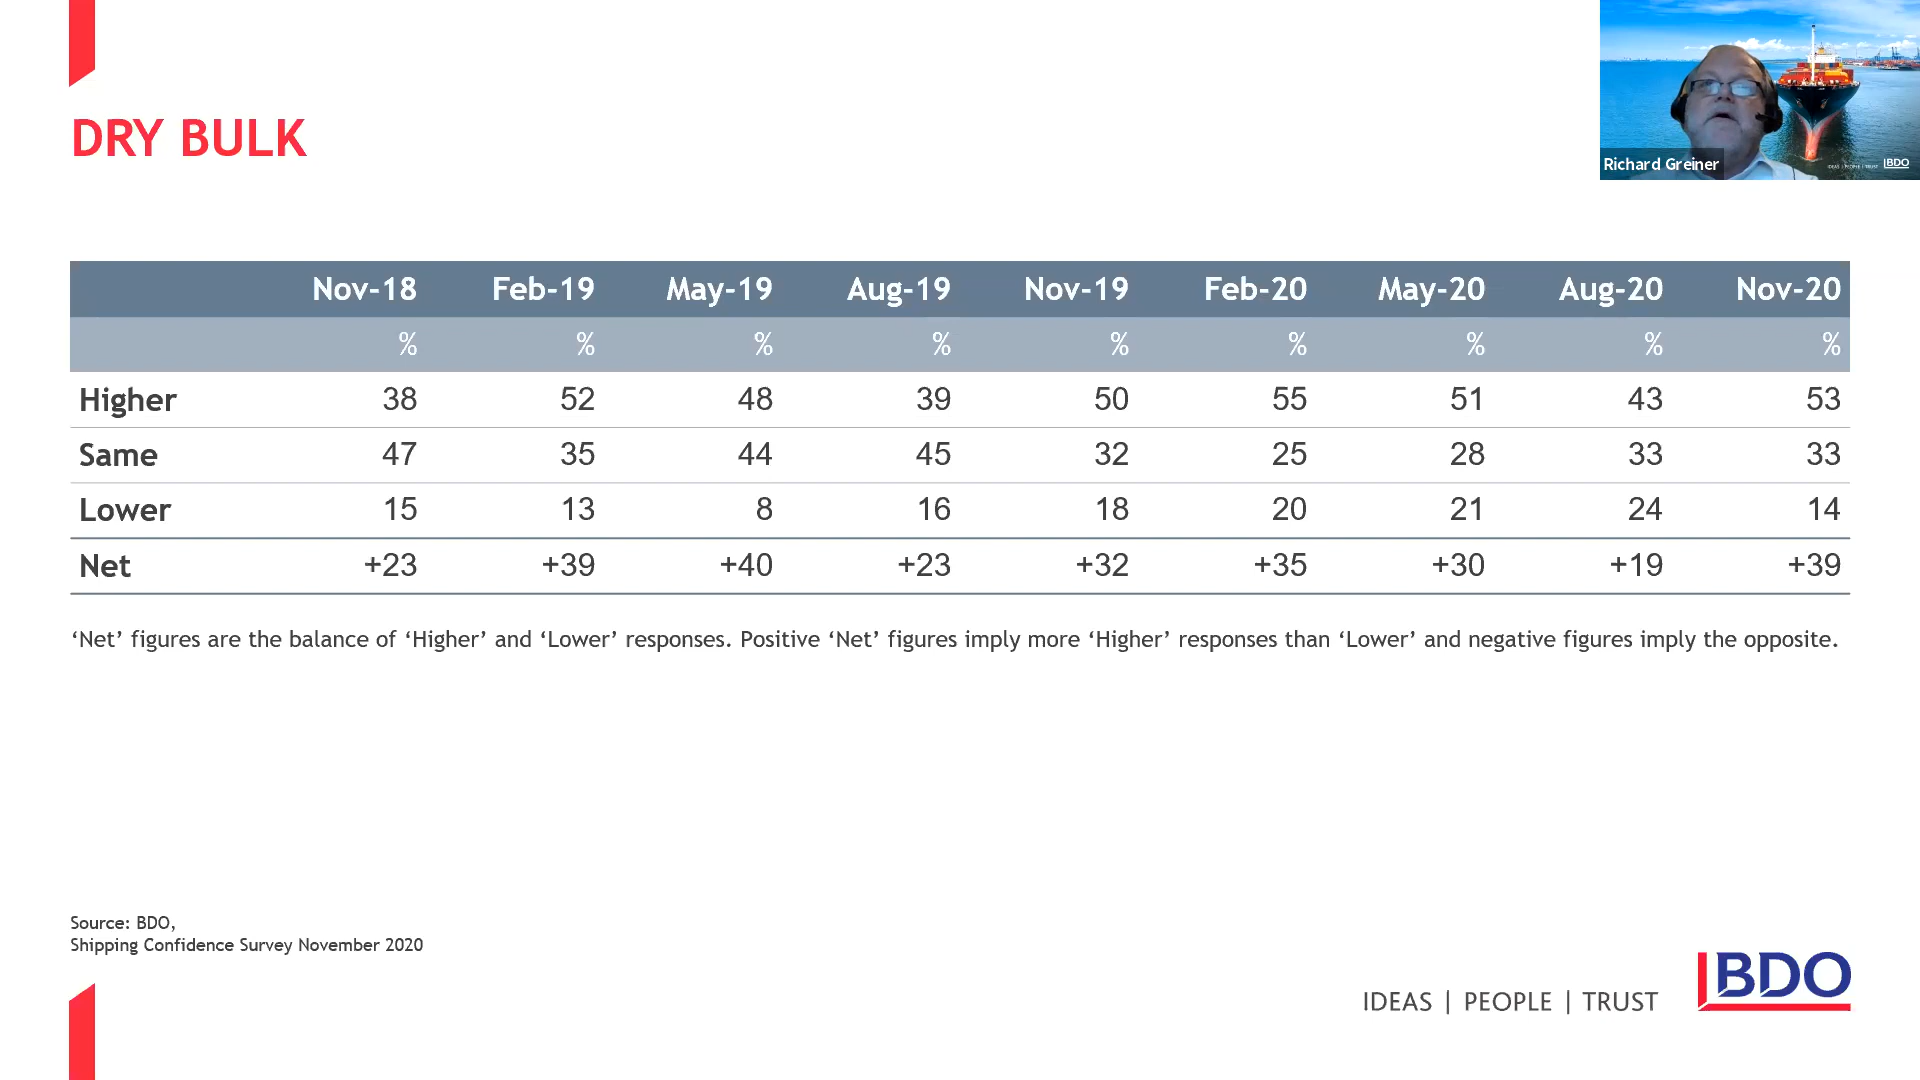 DRY BULK
Richard Greiner
IDEAS | PEOPLE | TRUST
BDO
Nov-18 Feb-19 May-19 Aug-19 Nov-19 Feb-20 May-20 Aug-20 Nov-20
% % % % % % % % %
Higher 38 52 48 39 50 55 51 43 53
Same 47 35 44 45 32 25 28 33 33
Lower 15 13 8 16 18 20 21 24 14
Net +23 +39 +40 +23 +32 +35 +30 +19 +39
‘Net’ figures are the balance of ‘Higher’ and ‘Lower’ responses. Positive ‘Net’ figures imply more ‘Higher’ responses than ‘Lower’ and negative figures imply the opposite.
Source: BDO,
Shipping Confidence Survey November 2020
IDEAS | PEOPLE | TRUST
BDO